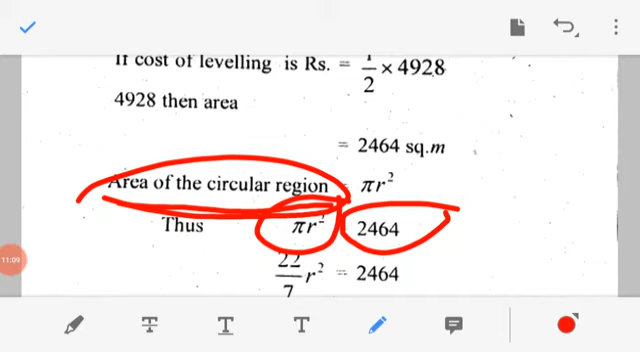 If cost of levelling is Rs. = 1/2 × 4928
4928 then area
= 2464 sq.m
Area of the circular region = πr²
Thus πr² 2464
22/7 r² = 2464
11:09
T T T